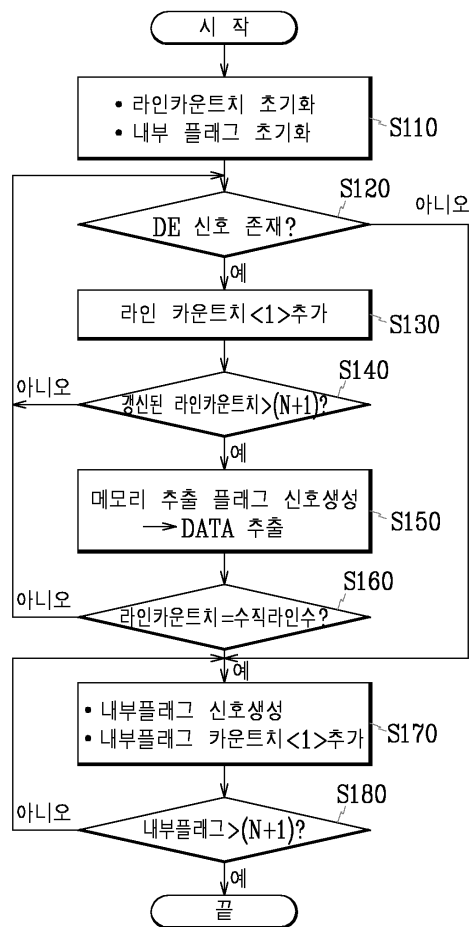 시 작
• 라인카운트치 초기화
• 내부 플래그 초기화
S110
S120
DE 신호 존재?
아니오
예
라인 카운트치<1>추가
S130
S140
아니오
갱신된 라인카운트치>(N+1)?
예
메모리 추출 플래그 신호생성
→DATA 추출
S150
S160
아니오
라인카운트치=수직라인수?
예
• 내부플래그 신호생성
• 내부플래그 카운트치<1>추가
S170
S180
아니오
내부플래그>(N+1)?
예
끝